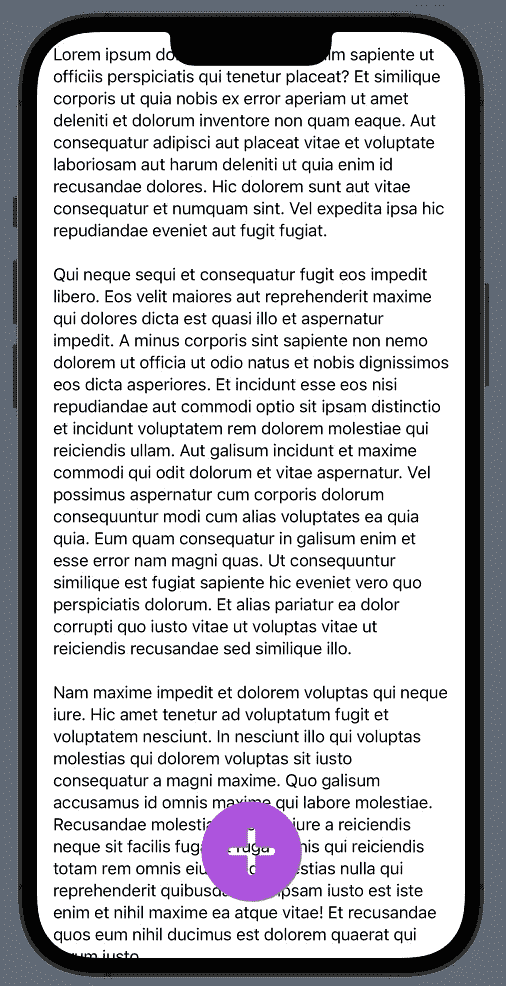 Lorem ipsum sapiente ut
officiis perspiciatis qui tenetur placeat? Et similique
corporis ut quia nobis ex error aperiam ut amet
deleniti et dolorum inventore non quam eaque. Aut
consequatur adipisci aut placeat vitae et voluptate
laboriosam aut harum deleniti ut quia enim id
recusandae dolores. Hic dolorem sunt aut vitae
consequatur et numquam sint. Vel expedita ipsa hic
repudiandae eveniet aut fugit fugiat.
Qui neque sequi et consequatur fugit eos impedit
libero. Eos velit maiores aut reprehenderit maxime
qui dolores dicta est quasi illo et aspernatur
impedit. A minus corporis sint sapiente non nemo
dolorem ut officia ut odio natus et nobis dignissimos
eos dicta asperiores. Et incidunt esse eos nisi
repudiandae aut commodi optio sit ipsam distinctio
et incidunt voluptatem rem dolorem molestiae qui
reiciendis ullam. Aut galisum incidunt et maxime
commodi qui odit dolorum et vitae aspernatur. Vel
possimus aspernatur cum corporis dolorum
consequuntur modi cum alias voluptates ea quia
quia. Eum quam consequatur in galisum enim et
esse error nam magni quas. Ut consequuntur
similique est fugiat sapiente hic eveniet vero quo
perspiciatis dolorum. Et alias pariatur ea dolor
corrupti quo iusto vitae ut voluptas vitae ut
reiciendis recusandae sed similique illo.
Nam maxime impedit et dolorem voluptas qui neque
iure. Hic amet tenetur ad voluptatum fugit et
voluptatem nesciunt. In nesciunt illo qui voluptas
molestias qui dolorem voluptas sit iusto
consequatur a magni maxime. Quo galisum
accusamus id omnis maxime qui labore molestiae.
Recusandae iure a reiciendis
neque sit facilis qui reiciendis
totam rem omnis nulla qui
reprehenderit ipsam iusto est iste
enim et nihil maxime ea atque vitae! Et recusandae
quos eum nihil ducimus est dolorem quaerat qui
iusto